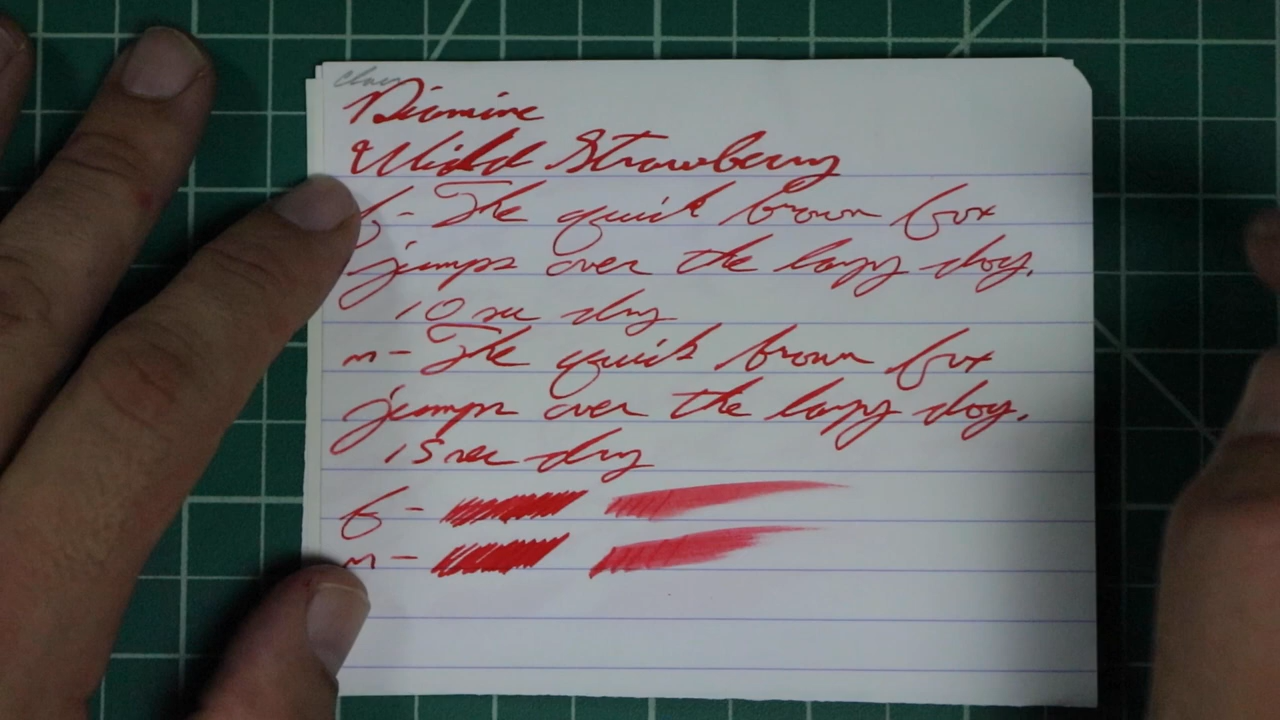 Diamine
Wild Strawberry
f- The quick brown fox
jumps over the lazy dog.
10 sec dry
m- The quick brown fox
jumps over the lazy dog.
15 sec dry
f-
m-